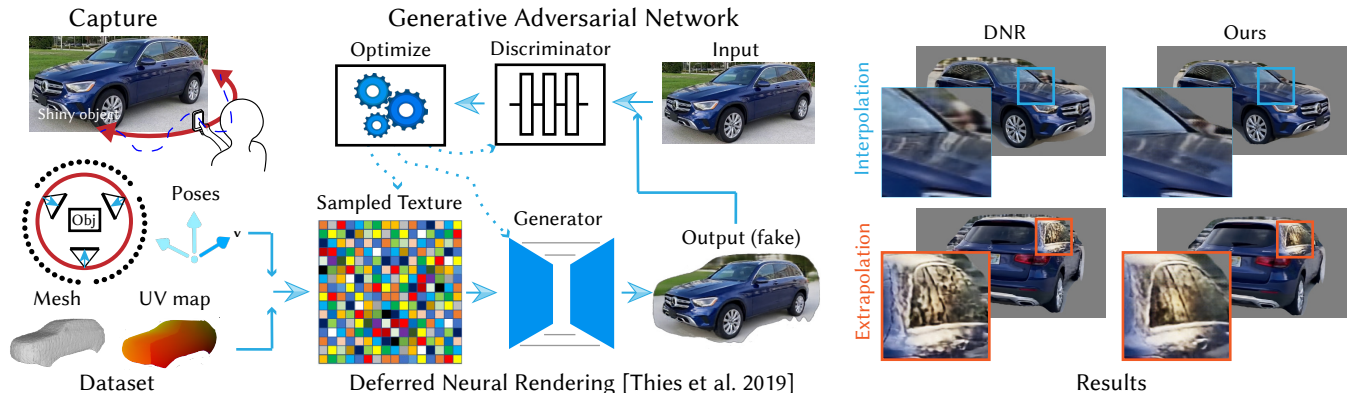 Capture
Shiny object
Obj
Poses
v
Mesh
UV map
Dataset
Generative Adversarial Network
Optimize
Discriminator
Input
Sampled Texture
Generator
Output (fake)
Deferred Neural Rendering [Thies et al. 2019]
DNR
Ours
Interpolation
Extrapolation
Results